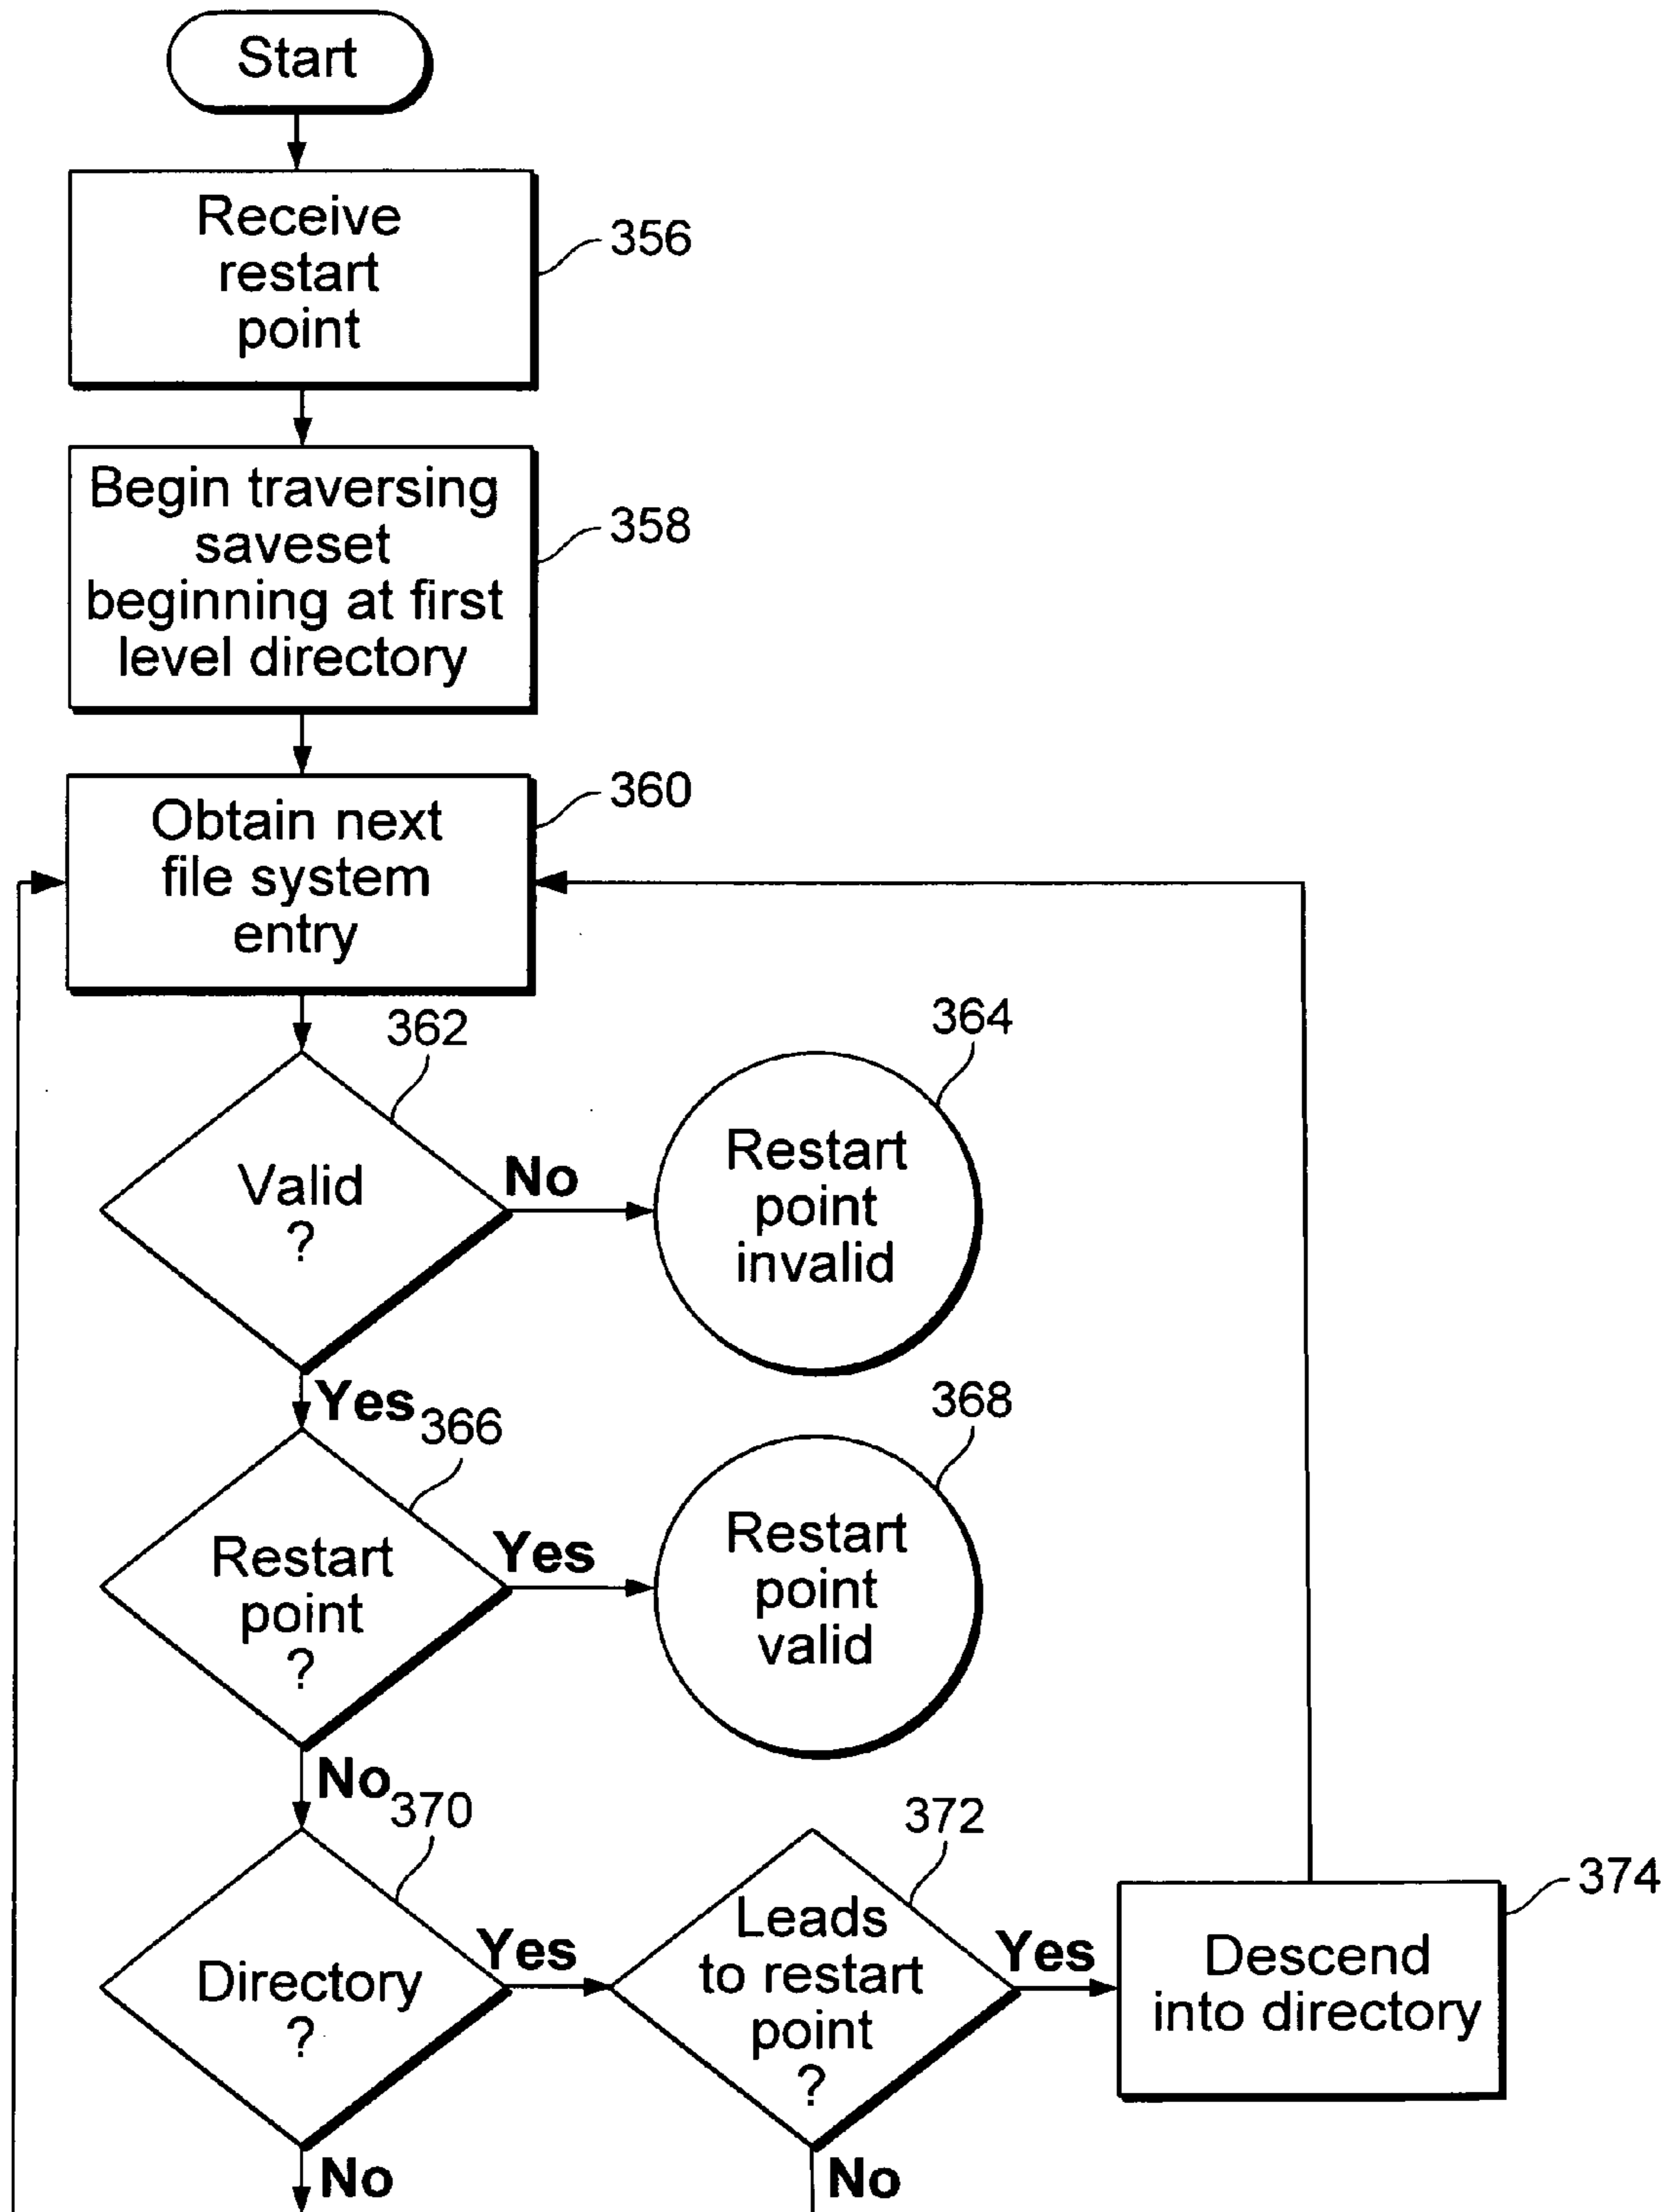 Start
Receive
restart
point
356
Begin traversing
saveset
beginning at first
level directory
358
Obtain next
file system
entry
360
362
Valid
?
No
364
Restart
point
invalid
Yes
366
Restart
point
?
Yes
368
Restart
point
valid
No
370
Directory
?
Yes
372
Leads
to restart
point
?
Yes
374
Descend
into directory
No
No